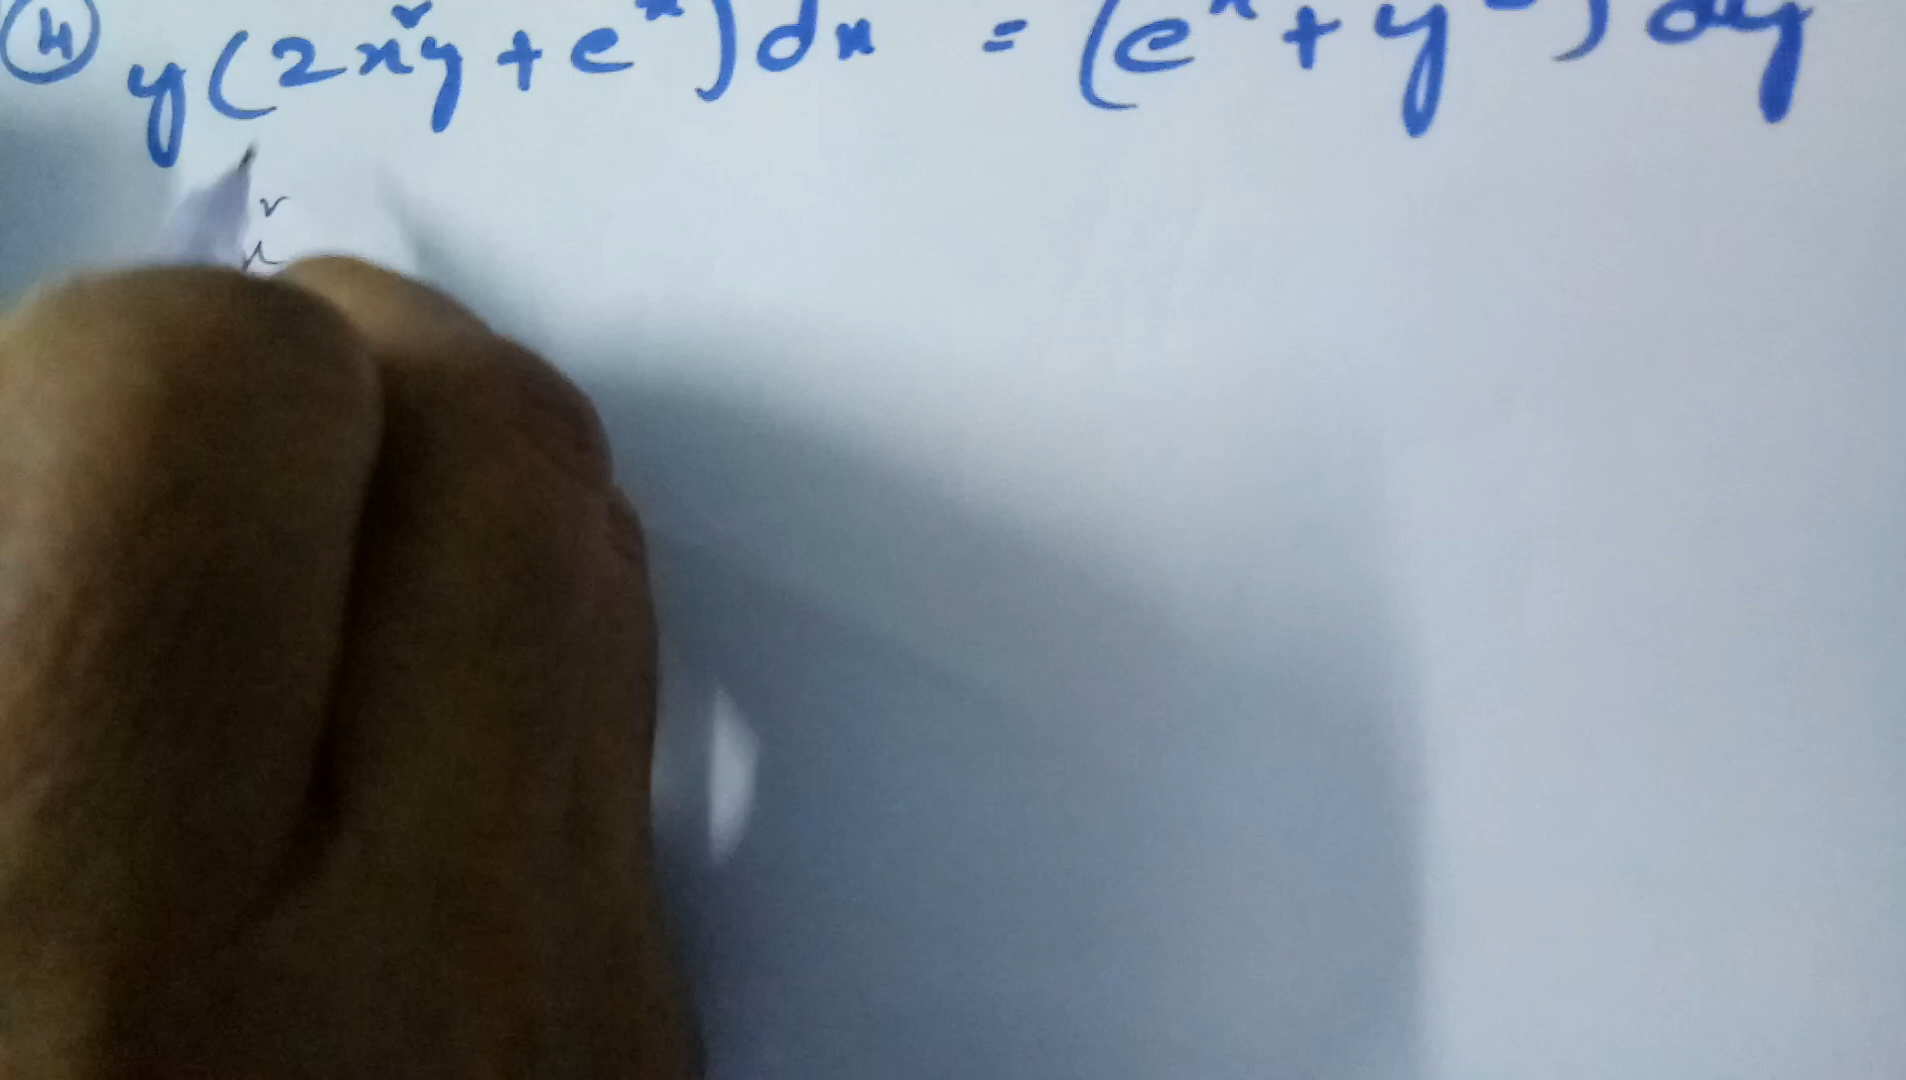 ④ y(2x²y + eˣ)dx = (eˣ + y³) dy